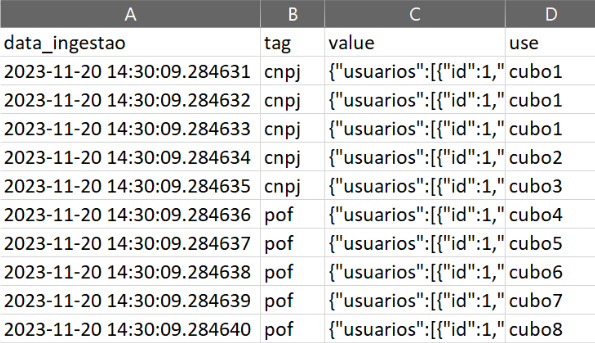 A B C D
data_ingestao tag value use
2023-11-20 14:30:09.284631 cnpj {"usuarios":[{"id":1," cubo1
2023-11-20 14:30:09.284632 cnpj {"usuarios":[{"id":1," cubo1
2023-11-20 14:30:09.284633 cnpj {"usuarios":[{"id":1," cubo1
2023-11-20 14:30:09.284634 cnpj {"usuarios":[{"id":1," cubo2
2023-11-20 14:30:09.284635 cnpj {"usuarios":[{"id":1," cubo3
2023-11-20 14:30:09.284636 pof {"usuarios":[{"id":1," cubo4
2023-11-20 14:30:09.284637 pof {"usuarios":[{"id":1," cubo5
2023-11-20 14:30:09.284638 pof {"usuarios":[{"id":1," cubo6
2023-11-20 14:30:09.284639 pof {"usuarios":[{"id":1," cubo7
2023-11-20 14:30:09.284640 pof {"usuarios":[{"id":1," cubo8